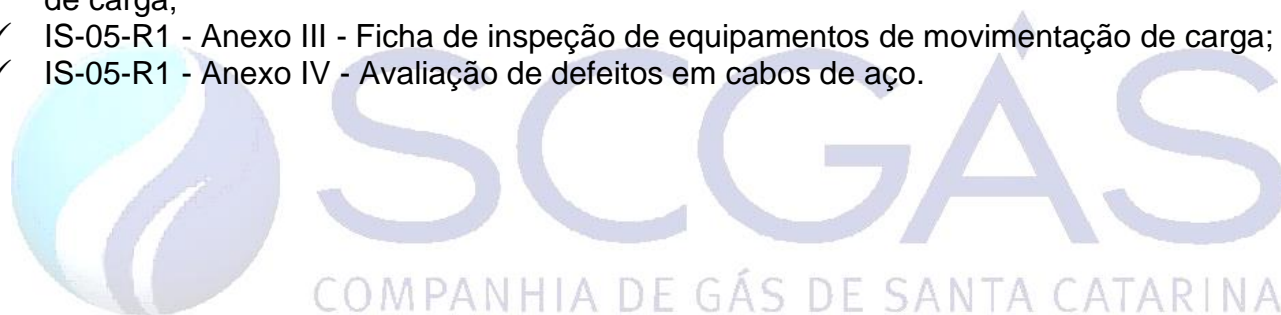 de carga;
✓ IS-05-R1 - Anexo III - Ficha de inspeção de equipamentos de movimentação de carga;
✓ IS-05-R1 - Anexo IV - Avaliação de defeitos em cabos de aço.
SCGÁS
COMPANHIA DE GÁS DE SANTA CATARINA